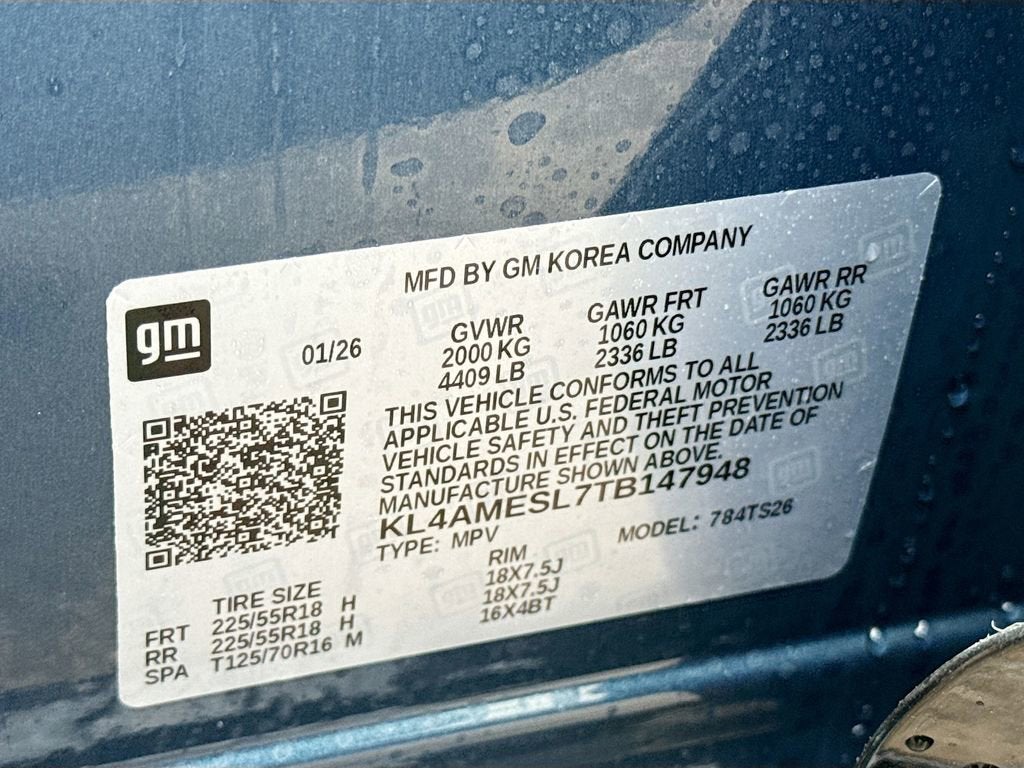 MFD BY GM KOREA COMPANY
gm
01/26
GVWR GAWR FRT GAWR RR
2000 KG 1060 KG 1060 KG
4409 LB 2336 LB 2336 LB
THIS VEHICLE CONFORMS TO ALL
APPLICABLE U.S. FEDERAL MOTOR
VEHICLE SAFETY AND THEFT PREVENTION
STANDARDS IN EFFECT ON THE DATE OF
MANUFACTURE SHOWN ABOVE.
KL4AMESL7TB147948
TYPE: MPV MODEL: 784TS26
TIRE SIZE RIM
FRT 225/55R18 H 18X7.5J
RR 225/55R18 H 18X7.5J
SPA T125/70R16 M 16X4BT